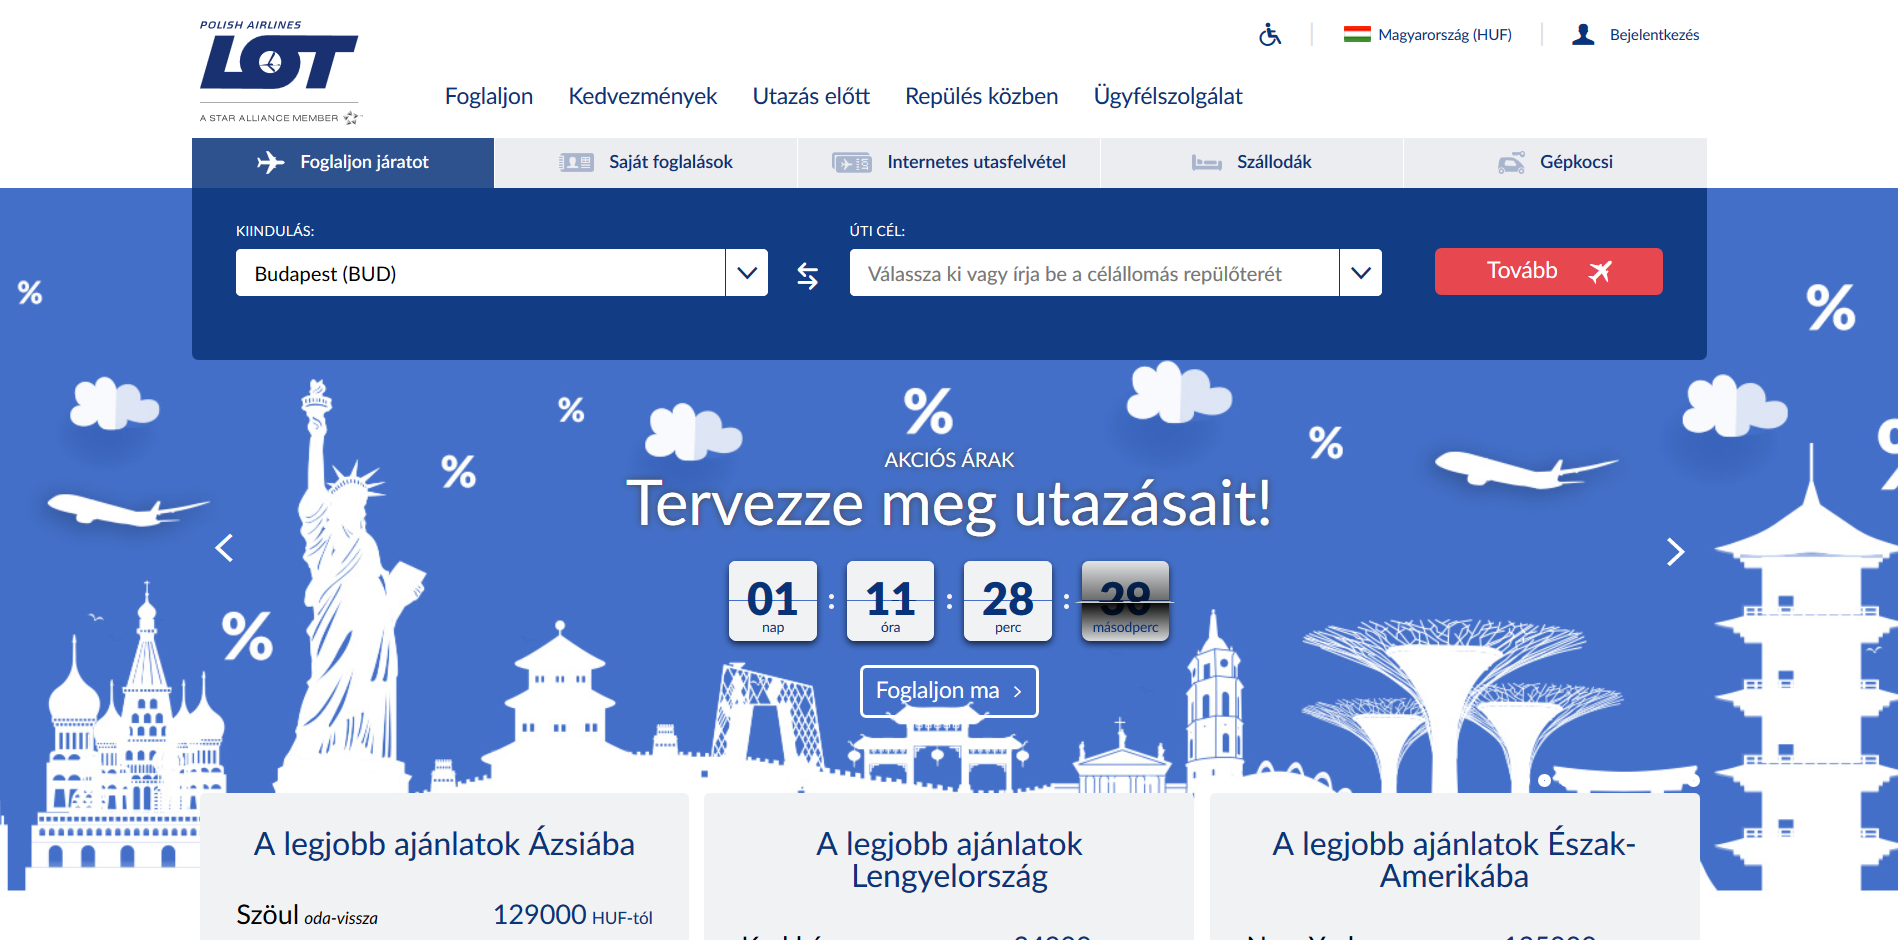 POLISH AIRLINES
LOT
A STAR ALLIANCE MEMBER
Magyarország (HUF)
Bejelentkezés
Foglaljon
Kedvezmények
Utazás előtt
Repülés közben
Ügyfélszolgálat
Foglaljon járatot
Saját foglalások
Internetes utasfelvétel
Szállodák
Gépkocsi
KIINDULÁS:
Budapest (BUD)
ÚTI CÉL:
Válassza ki vagy írja be a célállomás repülőterét
Tovább
AKCIÓS ÁRAK
Tervezze meg utazásait!
01 : 11 : 28 :
nap óra perc másodperc
Foglaljon ma
A legjobb ajánlatok Ázsiába
Szöul oda-vissza 129000 HUF-tól
A legjobb ajánlatok
Lengyelország
A legjobb ajánlatok Észak-
Amerikába